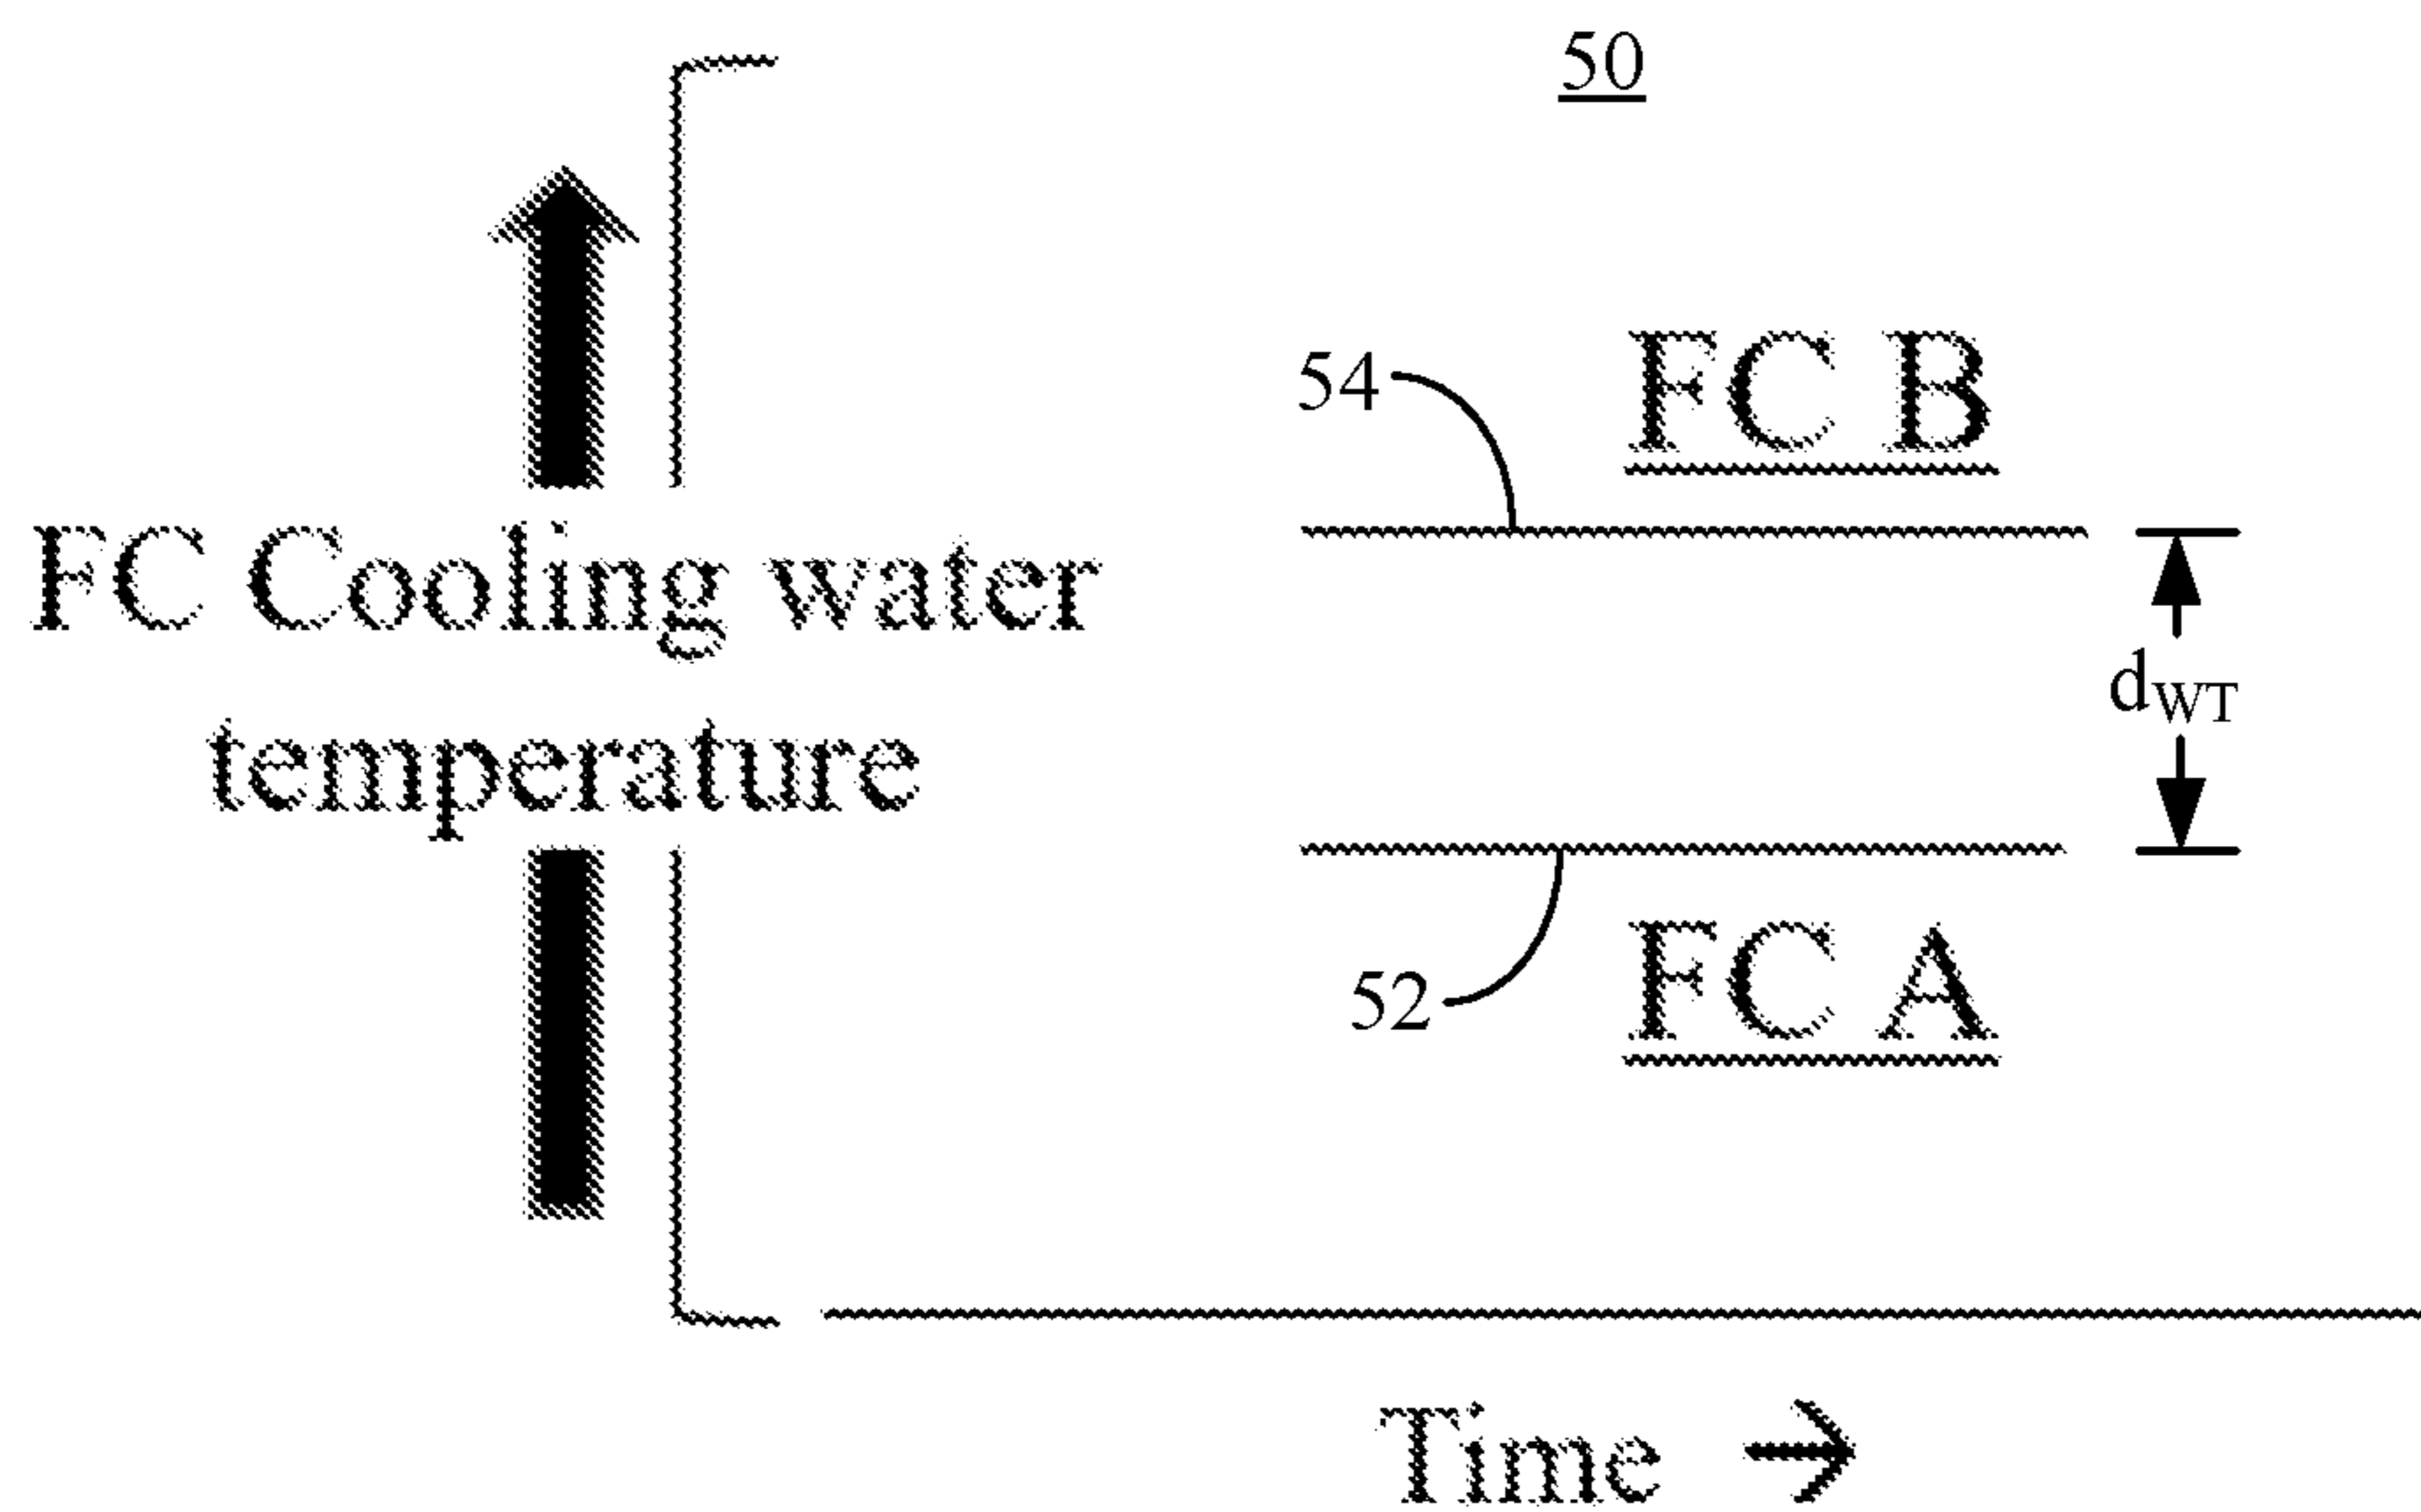 50
54
FC B
FC Cooling water
temperature
dWT
52
FC A
Time →